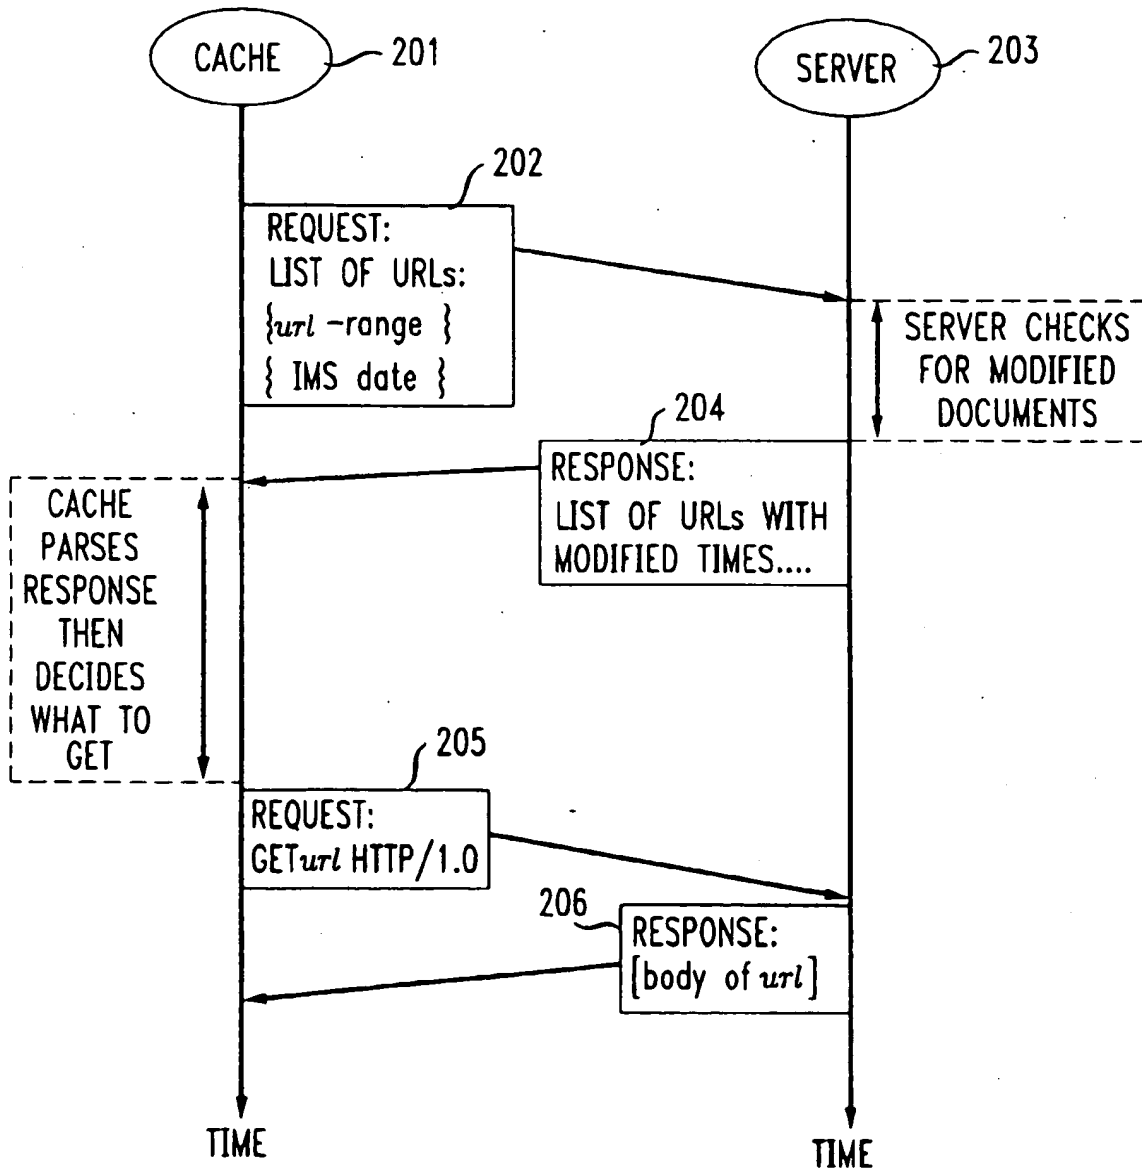 CACHE
201
SERVER
203
202
REQUEST:
LIST OF URLs:
{url -range }
{ IMS date }
SERVER CHECKS
FOR MODIFIED
DOCUMENTS
204
RESPONSE:
LIST OF URLs WITH
MODIFIED TIMES....
CACHE
PARSES
RESPONSE
THEN
DECIDES
WHAT TO
GET
205
REQUEST:
GET url HTTP/1.0
206
RESPONSE:
[body of url]
TIME
TIME